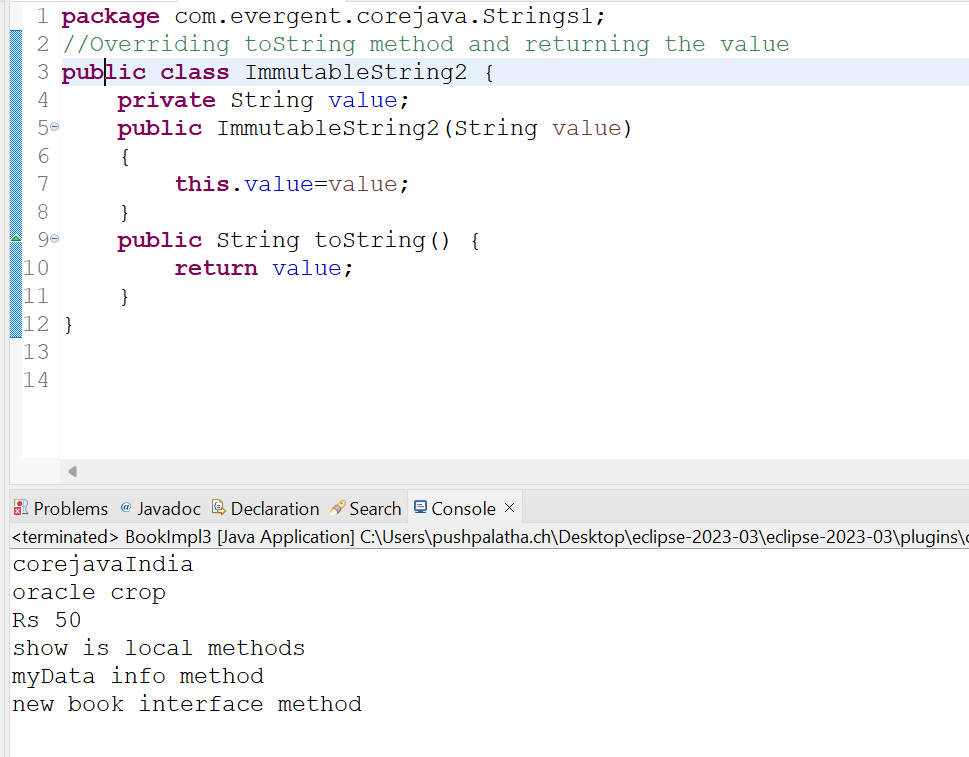 1 package com.evergent.corejava.Strings1;
2 //Overriding toString method and returning the value
3 public class ImmutableString2 {
4 private String value;
5 public ImmutableString2(String value)
6 {
7 this.value=value;
8 }
9 public String toString() {
10 return value;
11 }
12 }
13
14
Problems @ Javadoc Declaration Search Console ×
<terminated> BookImpl3 [Java Application] C:\Users\pushpalatha.ch\Desktop\eclipse-2023-03\eclipse-2023-03\plugins\
corejavaIndia
oracle crop
Rs 50
show is local methods
myData info method
new book interface method